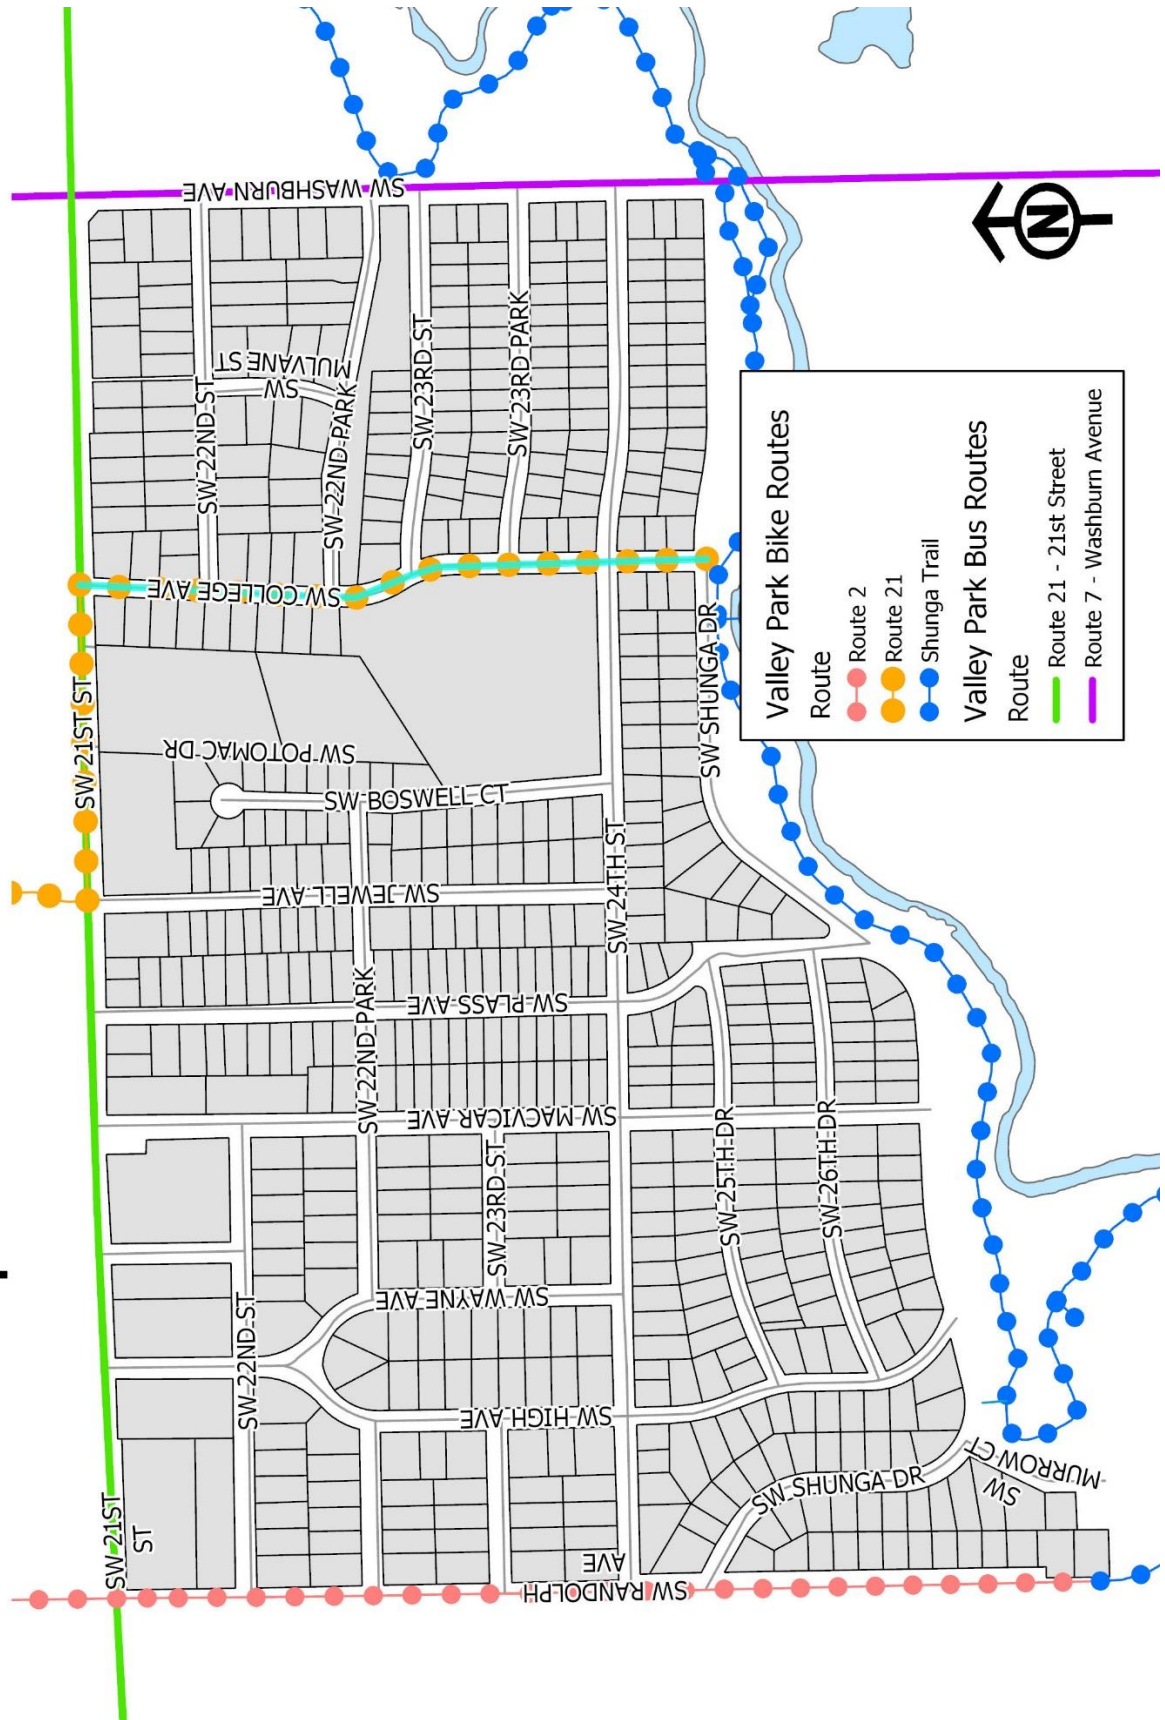 SW 21ST
ST
SW 21ST ST
SW 22ND ST
SW 22ND ST
SW 22ND PARK
SW 22ND PARK
SW 23RD ST
SW 23RD ST
SW 23RD PARK
SW 24TH ST
SW 25TH DR
SW 26TH DR
SW SHUNGA DR
SW SHUNGA DR
SW RANDOLPH
AVE
SW HIGH AVE
SW WAYNE AVE
SW MACVICAR AVE
SW PLASS AVE
SW JEWELL AVE
SW BOSWELL CT
SW POTOMAC DR
SW COLLEGE AVE
SW
MULVANE ST
SW WASHBURN AVE
SW
MURROW CT
N
Valley Park Bike Routes
Route
Route 2
Route 21
Shunga Trail
Valley Park Bus Routes
Route
Route 21 - 21st Street
Route 7 - Washburn Avenue